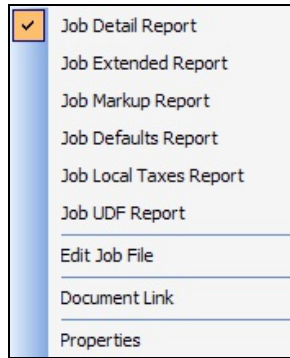 Job Detail Report
Job Extended Report
Job Markup Report
Job Defaults Report
Job Local Taxes Report
Job UDF Report
Edit Job File
Document Link
Properties